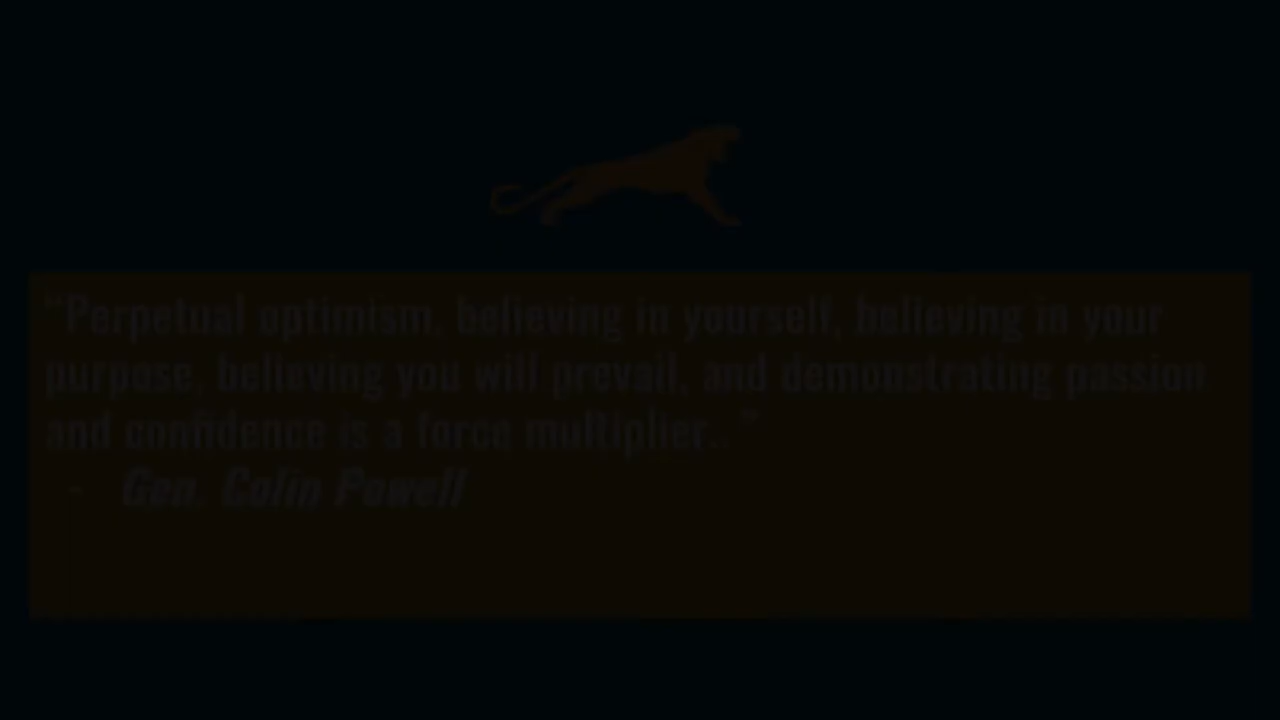 “Perpetual optimism, believing in yourself, believing in your
purpose, believing you will prevail, and demonstrating passion
and confidence is a force multiplier. ”
- Gen. Colin Powell